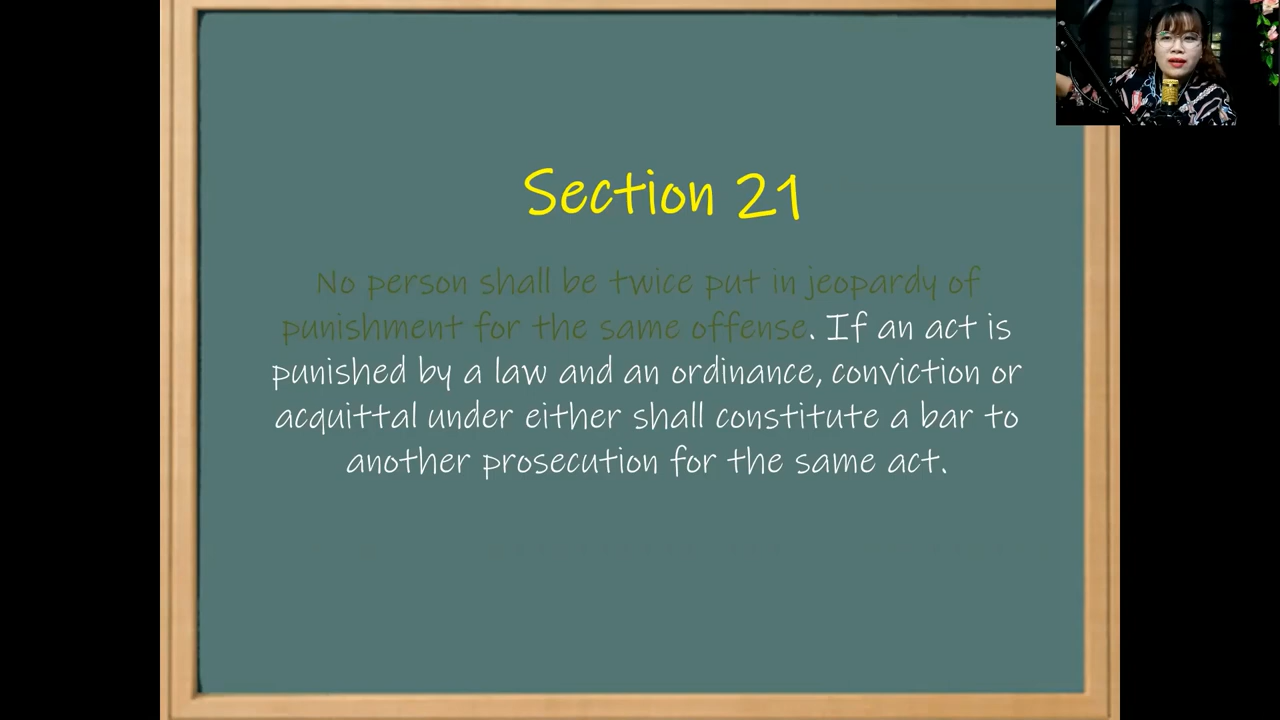 Section 21
No person shall be twice put in jeopardy of
punishment for the same offense. If an act is
punished by a law and an ordinance, conviction or
acquittal under either shall constitute a bar to
another prosecution for the same act.